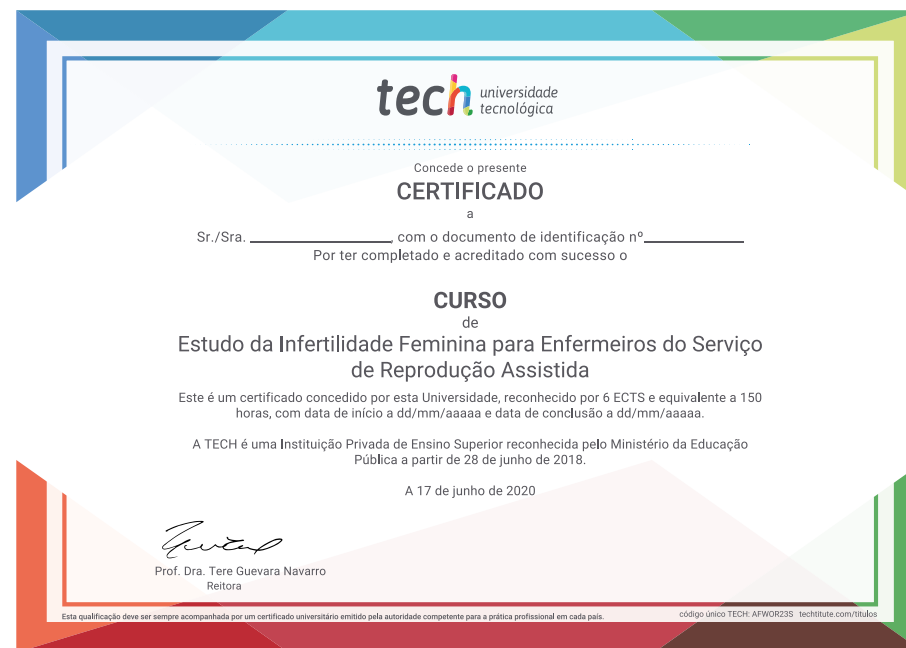 tech universidade
tecnológica
Concede o presente
CERTIFICADO
a
Sr./Sra. ____________________, com o documento de identificação nº______________
Por ter completado e acreditado com sucesso o
CURSO
de
Estudo da Infertilidade Feminina para Enfermeiros do Serviço
de Reprodução Assistida
Este é um certificado concedido por esta Universidade, reconhecido por 6 ECTS e equivalente a 150
horas, com data de início a dd/mm/aaaaa e data de conclusão a dd/mm/aaaaa.
A TECH é uma Instituição Privada de Ensino Superior reconhecida pelo Ministério da Educação
Pública a partir de 28 de junho de 2018.
A 17 de junho de 2020
Prof. Dra. Tere Guevara Navarro
Reitora
Esta qualificação deve ser sempre acompanhada por um certificado universitário emitido pela autoridade competente para a prática profissional em cada país.
código único TECH: AFWOR23S techtitute.com/titulos